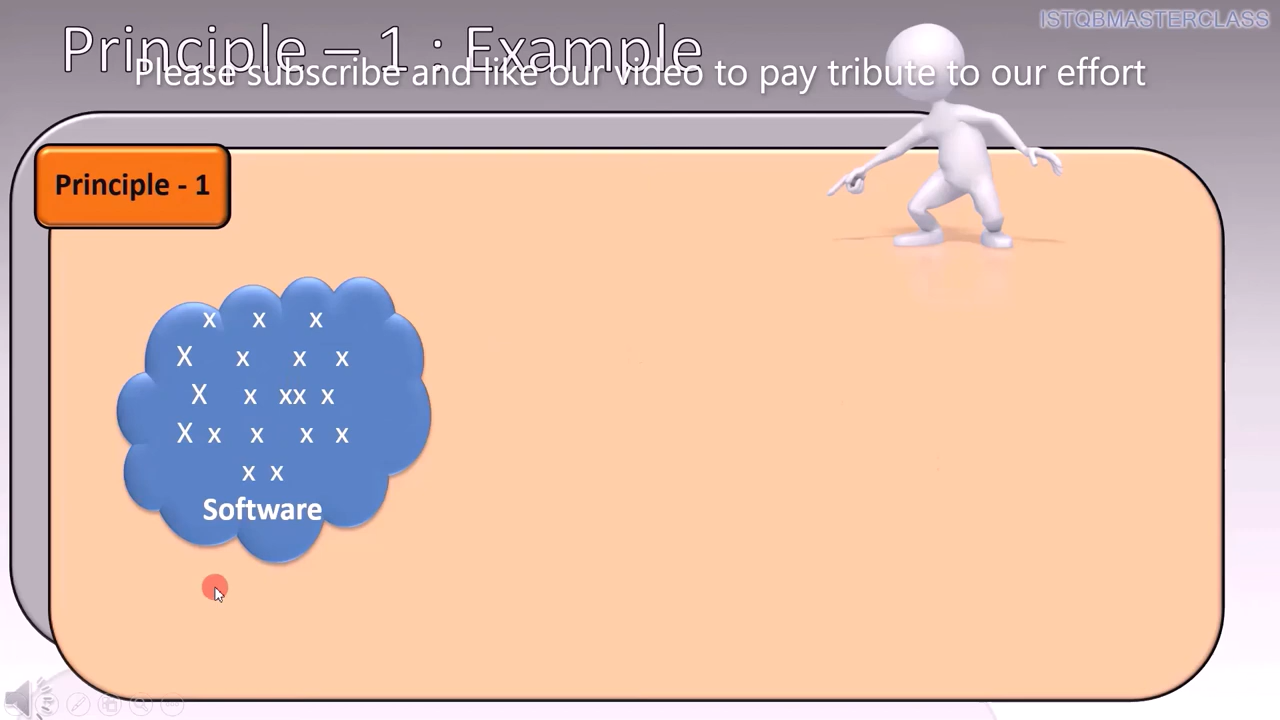 ISTQBMASTERCLASS
Principle – 1 : Example
Please subscribe and like our video to pay tribute to our effort
Principle - 1
x x x
X x x x
X x xx x
X x x x x
x x
Software